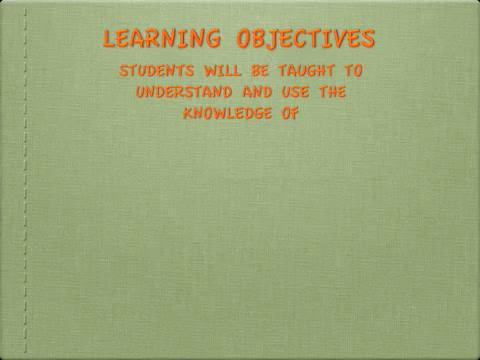 LEARNING OBJECTIVES
STUDENTS WILL BE TAUGHT TO
UNDERSTAND AND USE THE
KNOWLEDGE OF